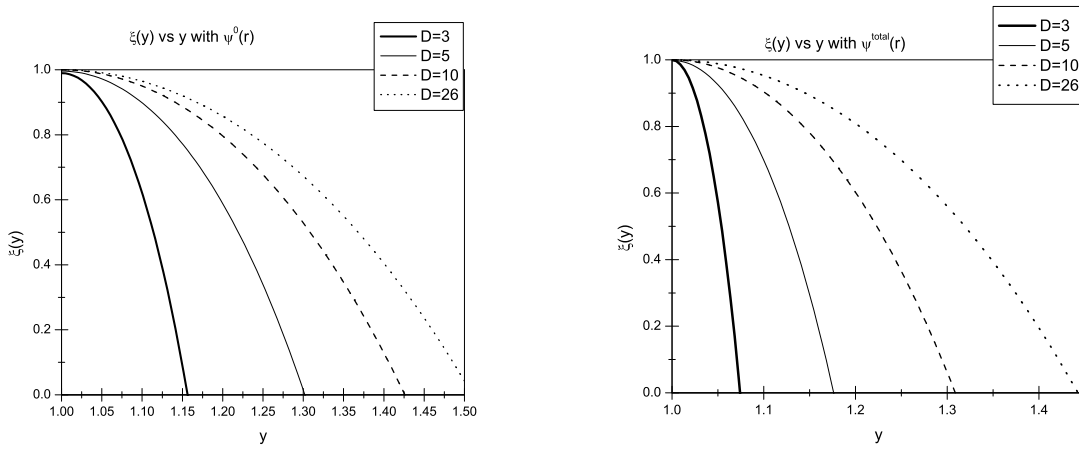 ξ(y) vs y with ψ⁰(r)
D=3
D=5
D=10
D=26
1.0
0.8
0.6
0.4
0.2
0.0
ξ(y)
1.00 1.05 1.10 1.15 1.20 1.25 1.30 1.35 1.40 1.45 1.50
y
ξ(y) vs y with ψᵗᵒᵗᵃˡ(r)
D=3
D=5
D=10
D=26
1.0
0.8
0.6
0.4
0.2
0.0
ξ(y)
1.0 1.1 1.2 1.3 1.4
y